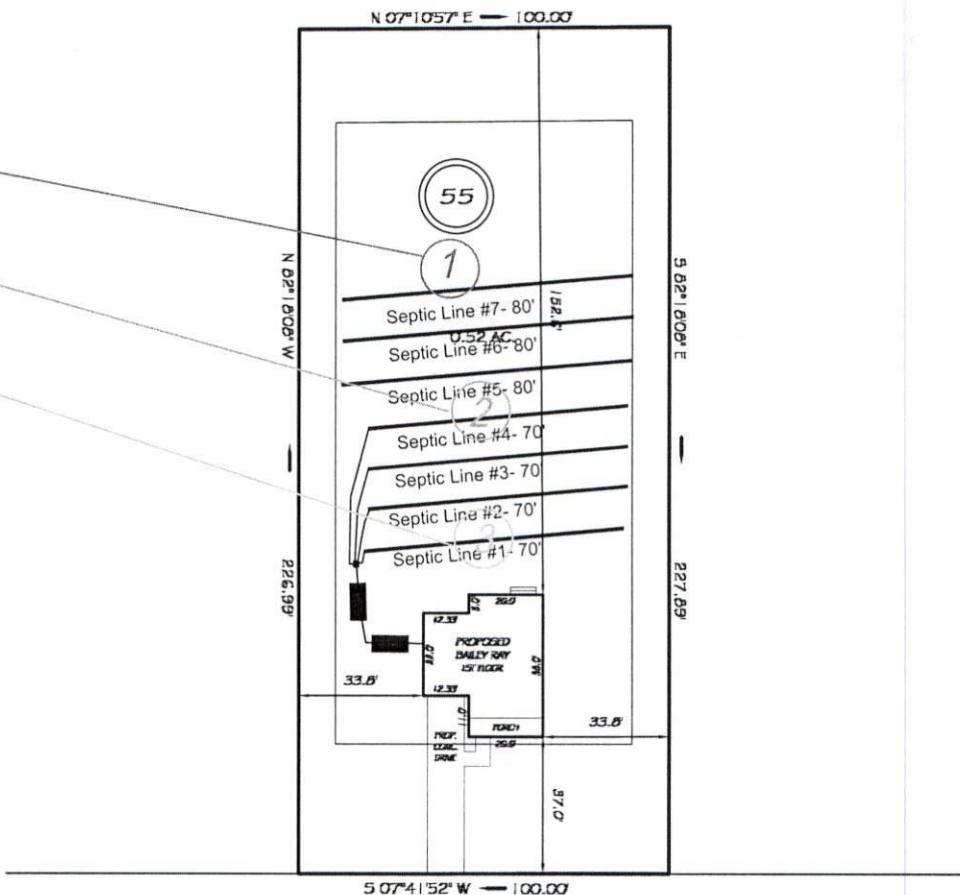 N 07°10'57" E 100.00'
55
1
Septic Line #7- 80'
152.6'
0.52 AC.
Septic Line #6- 80'
N 82°18'08" W
S 82°18'08" E
Septic Line #5- 80'
2
Septic Line #4- 70'
Septic Line #3- 70'
Septic Line #2- 70'
3
Septic Line #1- 70'
226.99'
227.89'
20.0
12.33
PROPOSED
BAILEY RAY
1ST FLOOR
33.8'
12.33
11.0
PORCH
33.8'
PROP.
CONC.
DRIVE
20.0
37.0'
S 07°41'52" W 100.00'